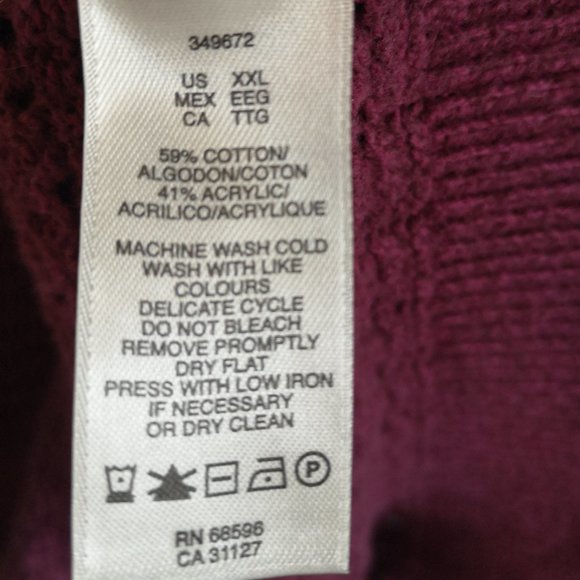 349672
US XXL
MEX EEG
CA TTG
59% COTTON/
ALGODON/COTON
41% ACRYLIC/
ACRILICO/ACRYLIQUE
MACHINE WASH COLD
WASH WITH LIKE
COLOURS
DELICATE CYCLE
DO NOT BLEACH
REMOVE PROMPTLY
DRY FLAT
PRESS WITH LOW IRON
IF NECESSARY
OR DRY CLEAN
P
RN 68596
CA 31127